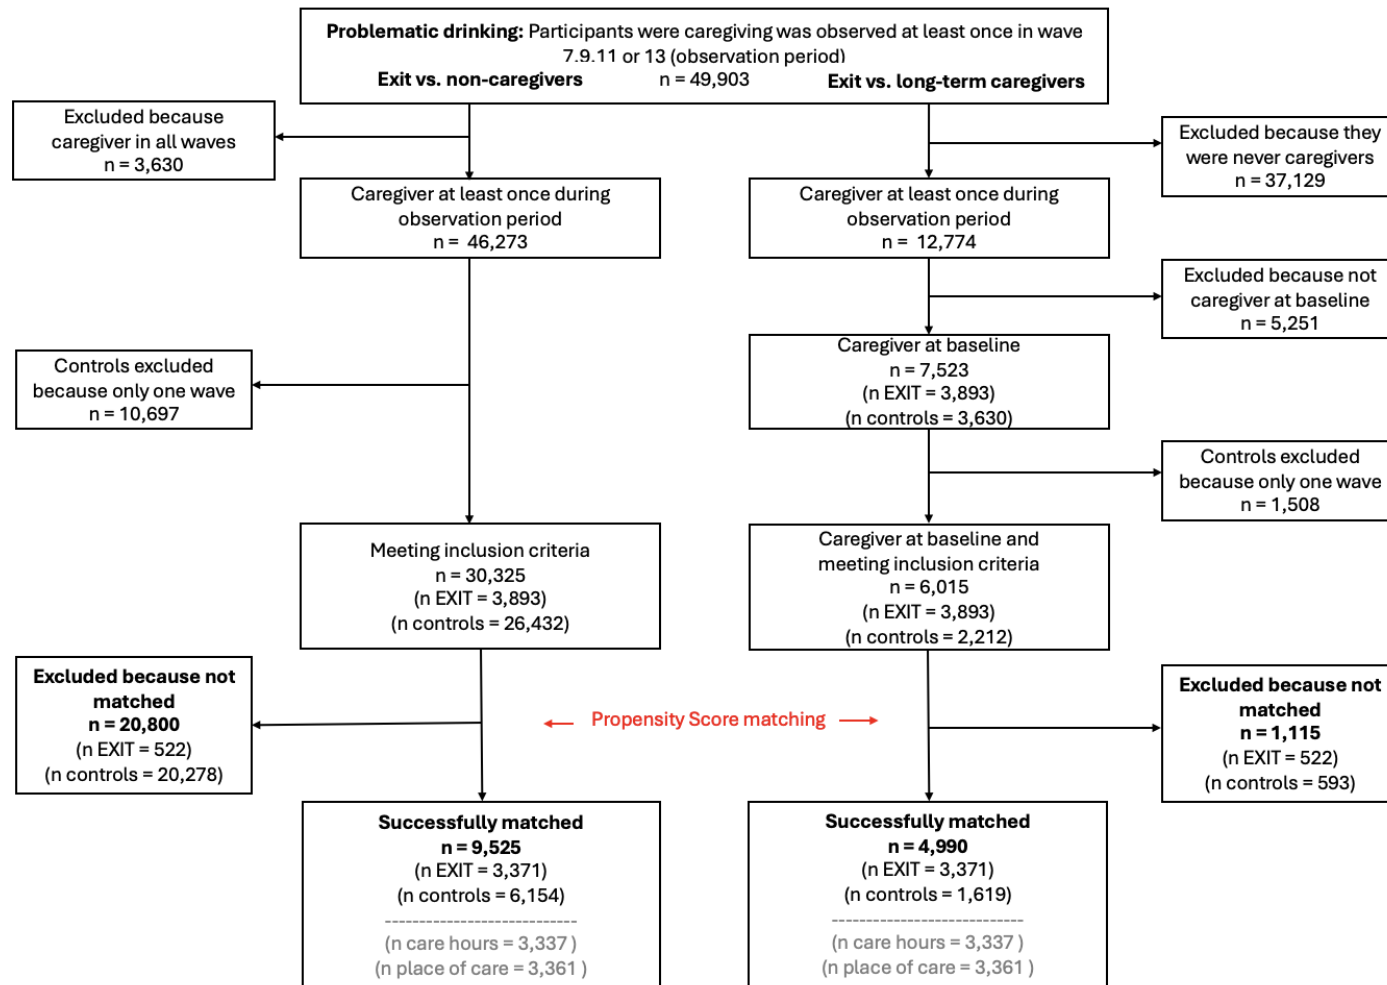 Problematic drinking: Participants were caregiving was observed at least once in wave
7,9,11 or 13 (observation period)
Exit vs. non-caregivers n = 49,903 Exit vs. long-term caregivers
Excluded because
caregiver in all waves
n = 3,630
Excluded because they
were never caregivers
n = 37,129
Caregiver at least once during
observation period
n = 46,273
Caregiver at least once during
observation period
n = 12,774
Excluded because not
caregiver at baseline
n = 5,251
Controls excluded
because only one wave
n = 10,697
Caregiver at baseline
n = 7,523
(n EXIT = 3,893)
(n controls = 3,630)
Controls excluded
because only one wave
n = 1,508
Meeting inclusion criteria
n = 30,325
(n EXIT = 3,893)
(n controls = 26,432)
Caregiver at baseline and
meeting inclusion criteria
n = 6,015
(n EXIT = 3,893)
(n controls = 2,212)
Excluded because not
matched
n = 20,800
(n EXIT = 522)
(n controls = 20,278)
Propensity Score matching
Excluded because not
matched
n = 1,115
(n EXIT = 522)
(n controls = 593)
Successfully matched
n = 9,525
(n EXIT = 3,371)
(n controls = 6,154)
----------------------------
(n care hours = 3,337 )
(n place of care = 3,361 )
Successfully matched
n = 4,990
(n EXIT = 3,371)
(n controls = 1,619)
----------------------------
(n care hours = 3,337 )
(n place of care = 3,361 )